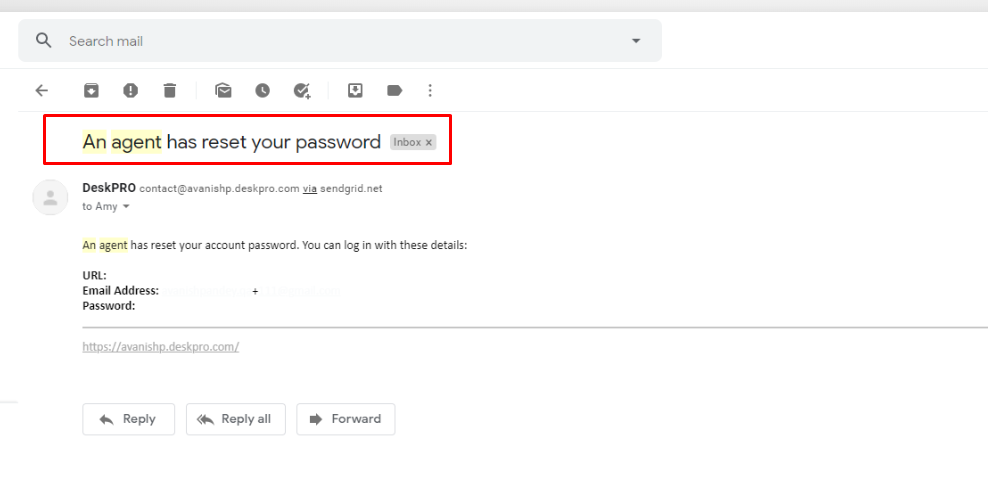 Search mail
An agent has reset your password Inbox ×
DeskPRO contact@avanishp.deskpro.com via sendgrid.net
to Amy
An agent has reset your account password. You can log in with these details:
URL:
Email Address: +
Password:
https://avanishp.deskpro.com/
Reply Reply all Forward